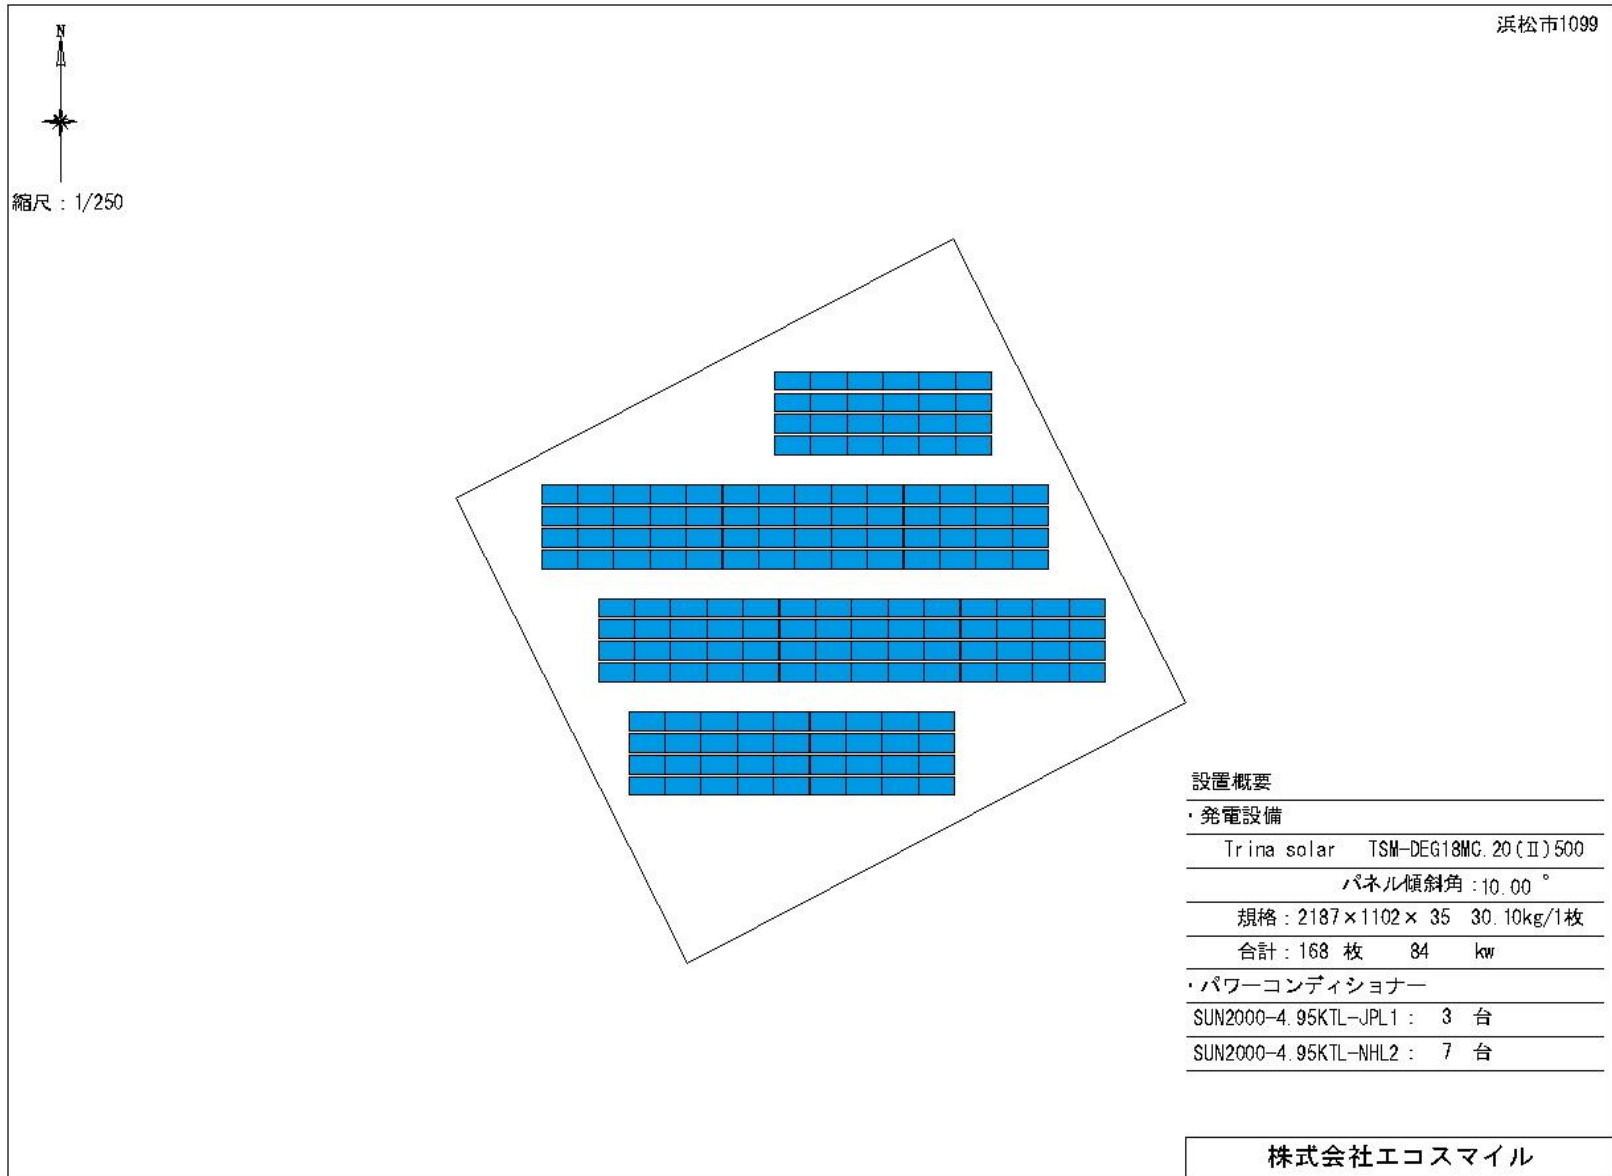 浜松市1099
N
縮尺：1/250
設置概要
・発電設備
Trina solar TSM-DEG18MC.20(Ⅱ)500
パネル傾斜角：10.00°
規格：2187×1102× 35 30.10kg/1枚
合計：168 枚 84 kw
・パワーコンディショナー
SUN2000-4.95KTL-JPL1： 3 台
SUN2000-4.95KTL-NHL2： 7 台
株式会社エコスマイル